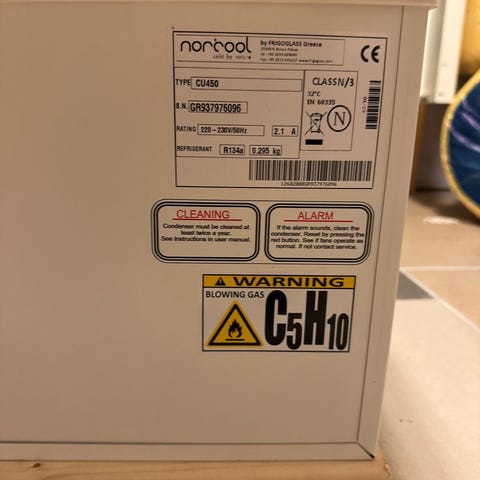 norcool
cold by nature
by FRIGOGLASS Greece
TYPE CU450
CLASSN/3
32°C
EN 60335
S.N. GR937976096
N
RATING 220-230V/50Hz 2.1 A
REFRIGERANT R134a 0.295 kg
12602000GR937976096
CLEANING
Condenser must be cleaned at
least twice a year.
See instructions in user manual.
ALARM
If the alarm sounds, clean the
condenser. Reset by pressing the
red button. See if fans operate as
normal. If not contact service.
WARNING
BLOWING GAS
C5H10